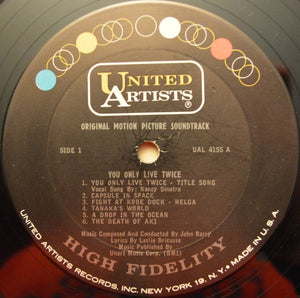 UNITED
ARTISTS®
ORIGINAL MOTION PICTURE SOUNDTRACK
SIDE 1
UAL 4155 A
YOU ONLY LIVE TWICE
1. YOU ONLY LIVE TWICE - TITLE SONG
Vocal Sung By: Nancy Sinatra
2. CAPSULE IN SPACE
3. FIGHT AT KOBE DOCK - HELGA
4. TANAKA'S WORLD
5. A DROP IN THE OCEAN
6. THE DEATH OF AKI
Music Composed And Conducted By John Barry
Lyrics By Leslie Bricusse
Music Published By
Unart Music Corp. (BMI)
HIGH FIDELITY
UNITED ARTISTS RECORDS, INC. NEW YORK 19, N.Y. • MADE IN U.S.A.